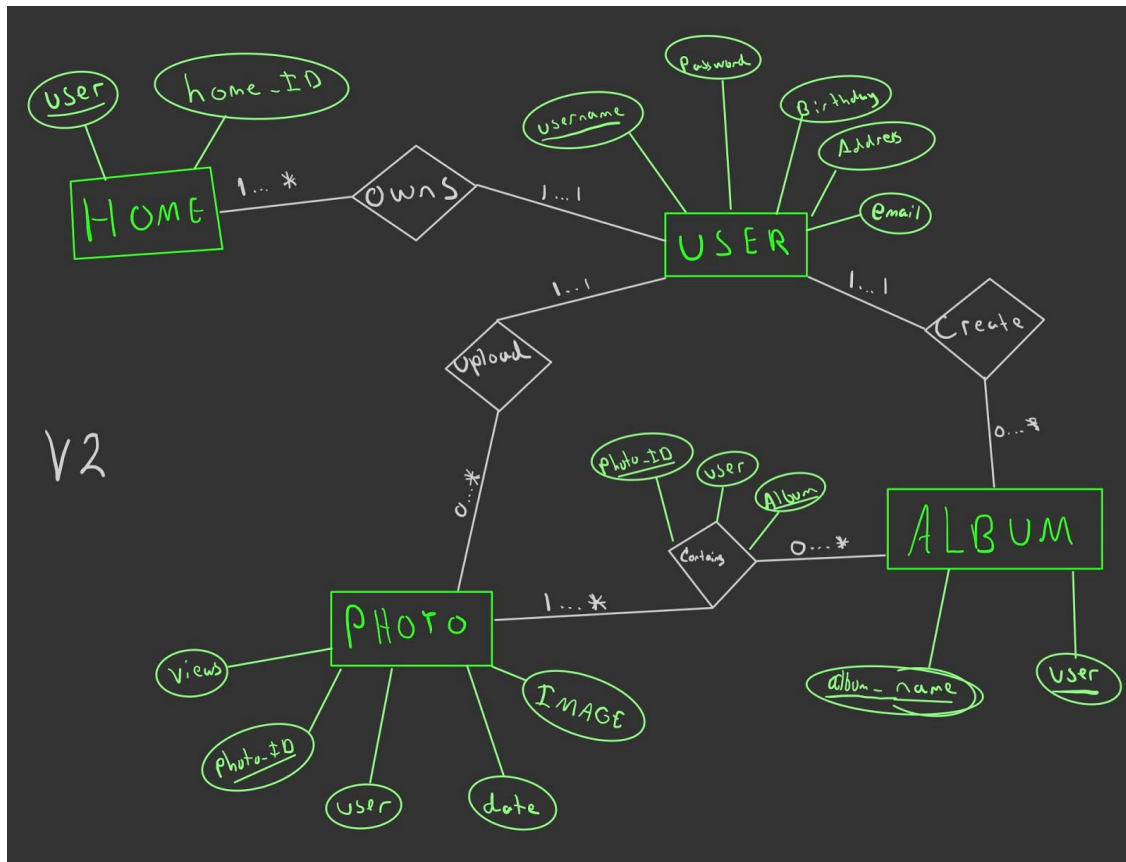 user
home_ID
HOME
1...*
owns
1...1
username
Password
Birthday
Address
email
USER
1...1
upload
0...*
1...1
Create
0...*
V2
photo_ID
user
Album
Contains
0...*
1...*
ALBUM
album_name
user
PHOTO
views
photo_ID
user
date
IMAGE